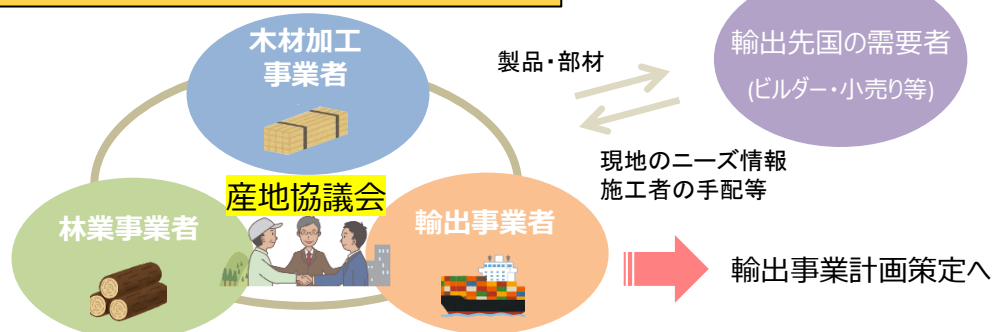 木材加工
事業者
製品・部材
輸出先国の需要者
(ビルダー・小売り等)
現地のニーズ情報
施工者の手配等
産地協議会
林業事業者
輸出事業者
輸出事業計画策定へ